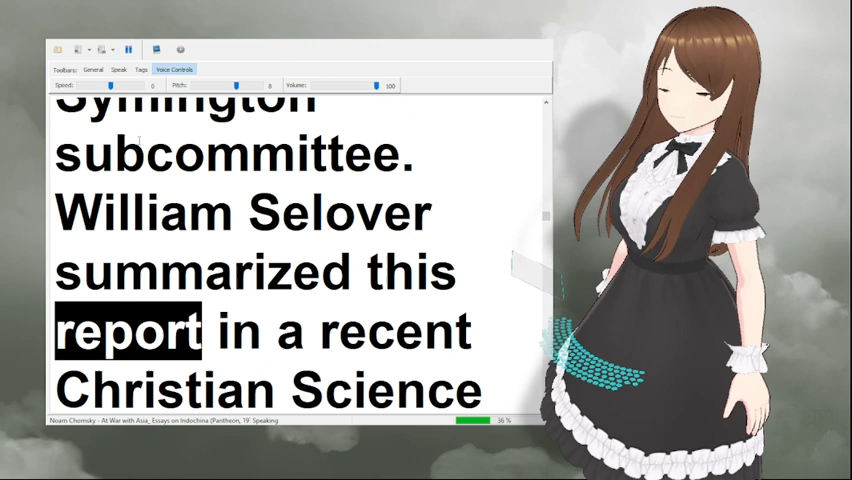 Toolbars: General Speak Tags Voice Controls
Speed: 0 Pitch: 8 Volume: 100
Symington
subcommittee.
William Selover
summarized this
report in a recent
Christian Science
Noam Chomsky - At War with Asia_ Essays on Indochina (Pantheon, 19 Speaking 36 %